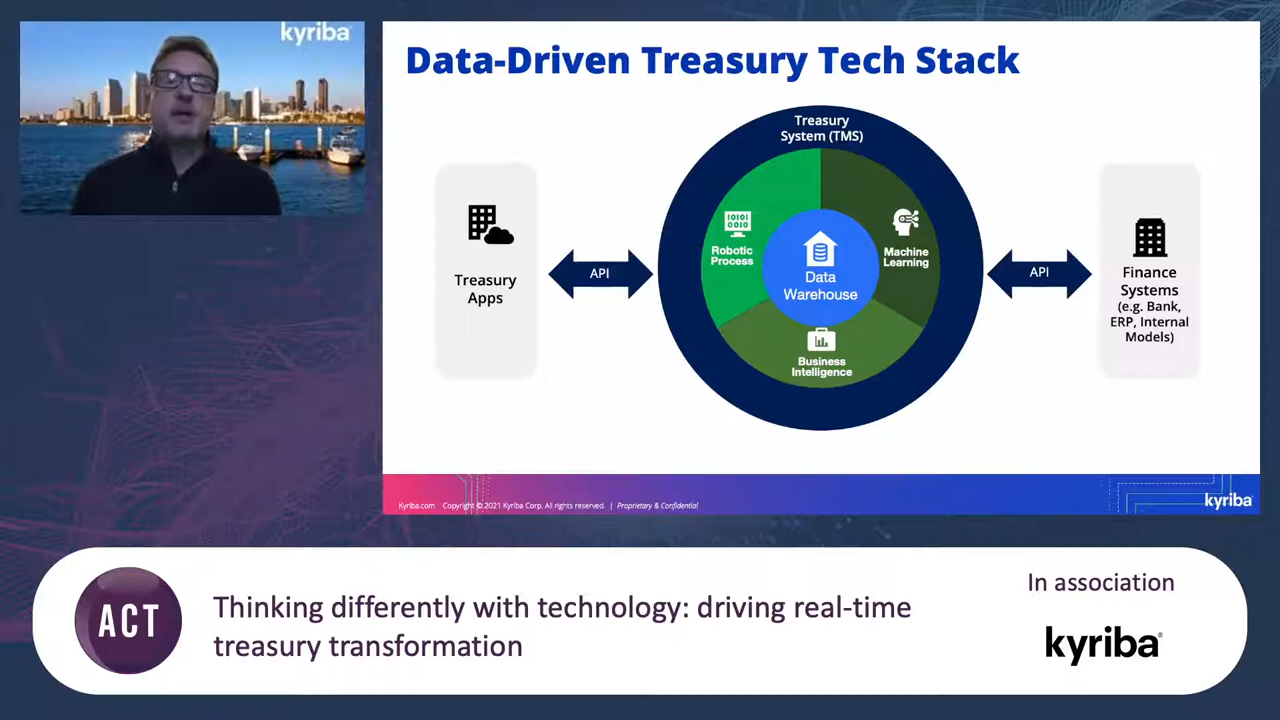 kyriba
Data-Driven Treasury Tech Stack
Treasury
System (TMS)
Treasury
Apps
API
10101
0010
Robotic
Process
Data
Warehouse
Machine
Learning
Business
Intelligence
API
Finance
Systems
(e.g. Bank,
ERP, Internal
Models)
Kyriba.com Copyright © 2021 Kyriba Corp. All rights reserved. | Proprietary & Confidential
kyriba
ACT
Thinking differently with technology: driving real-time
treasury transformation
In association
kyriba